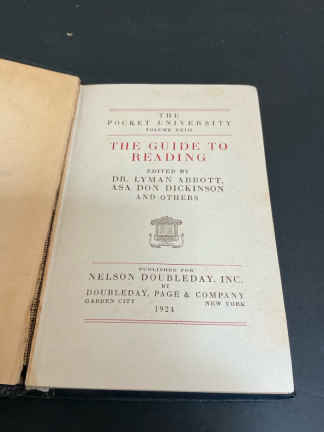 THE
POCKET UNIVERSITY
VOLUME XXIII
THE GUIDE TO
READING
EDITED BY
DR. LYMAN ABBOTT,
ASA DON DICKINSON
AND OTHERS
PUBLISHED FOR
NELSON DOUBLEDAY, INC.
BY
DOUBLEDAY, PAGE & COMPANY
GARDEN CITY NEW YORK
1924